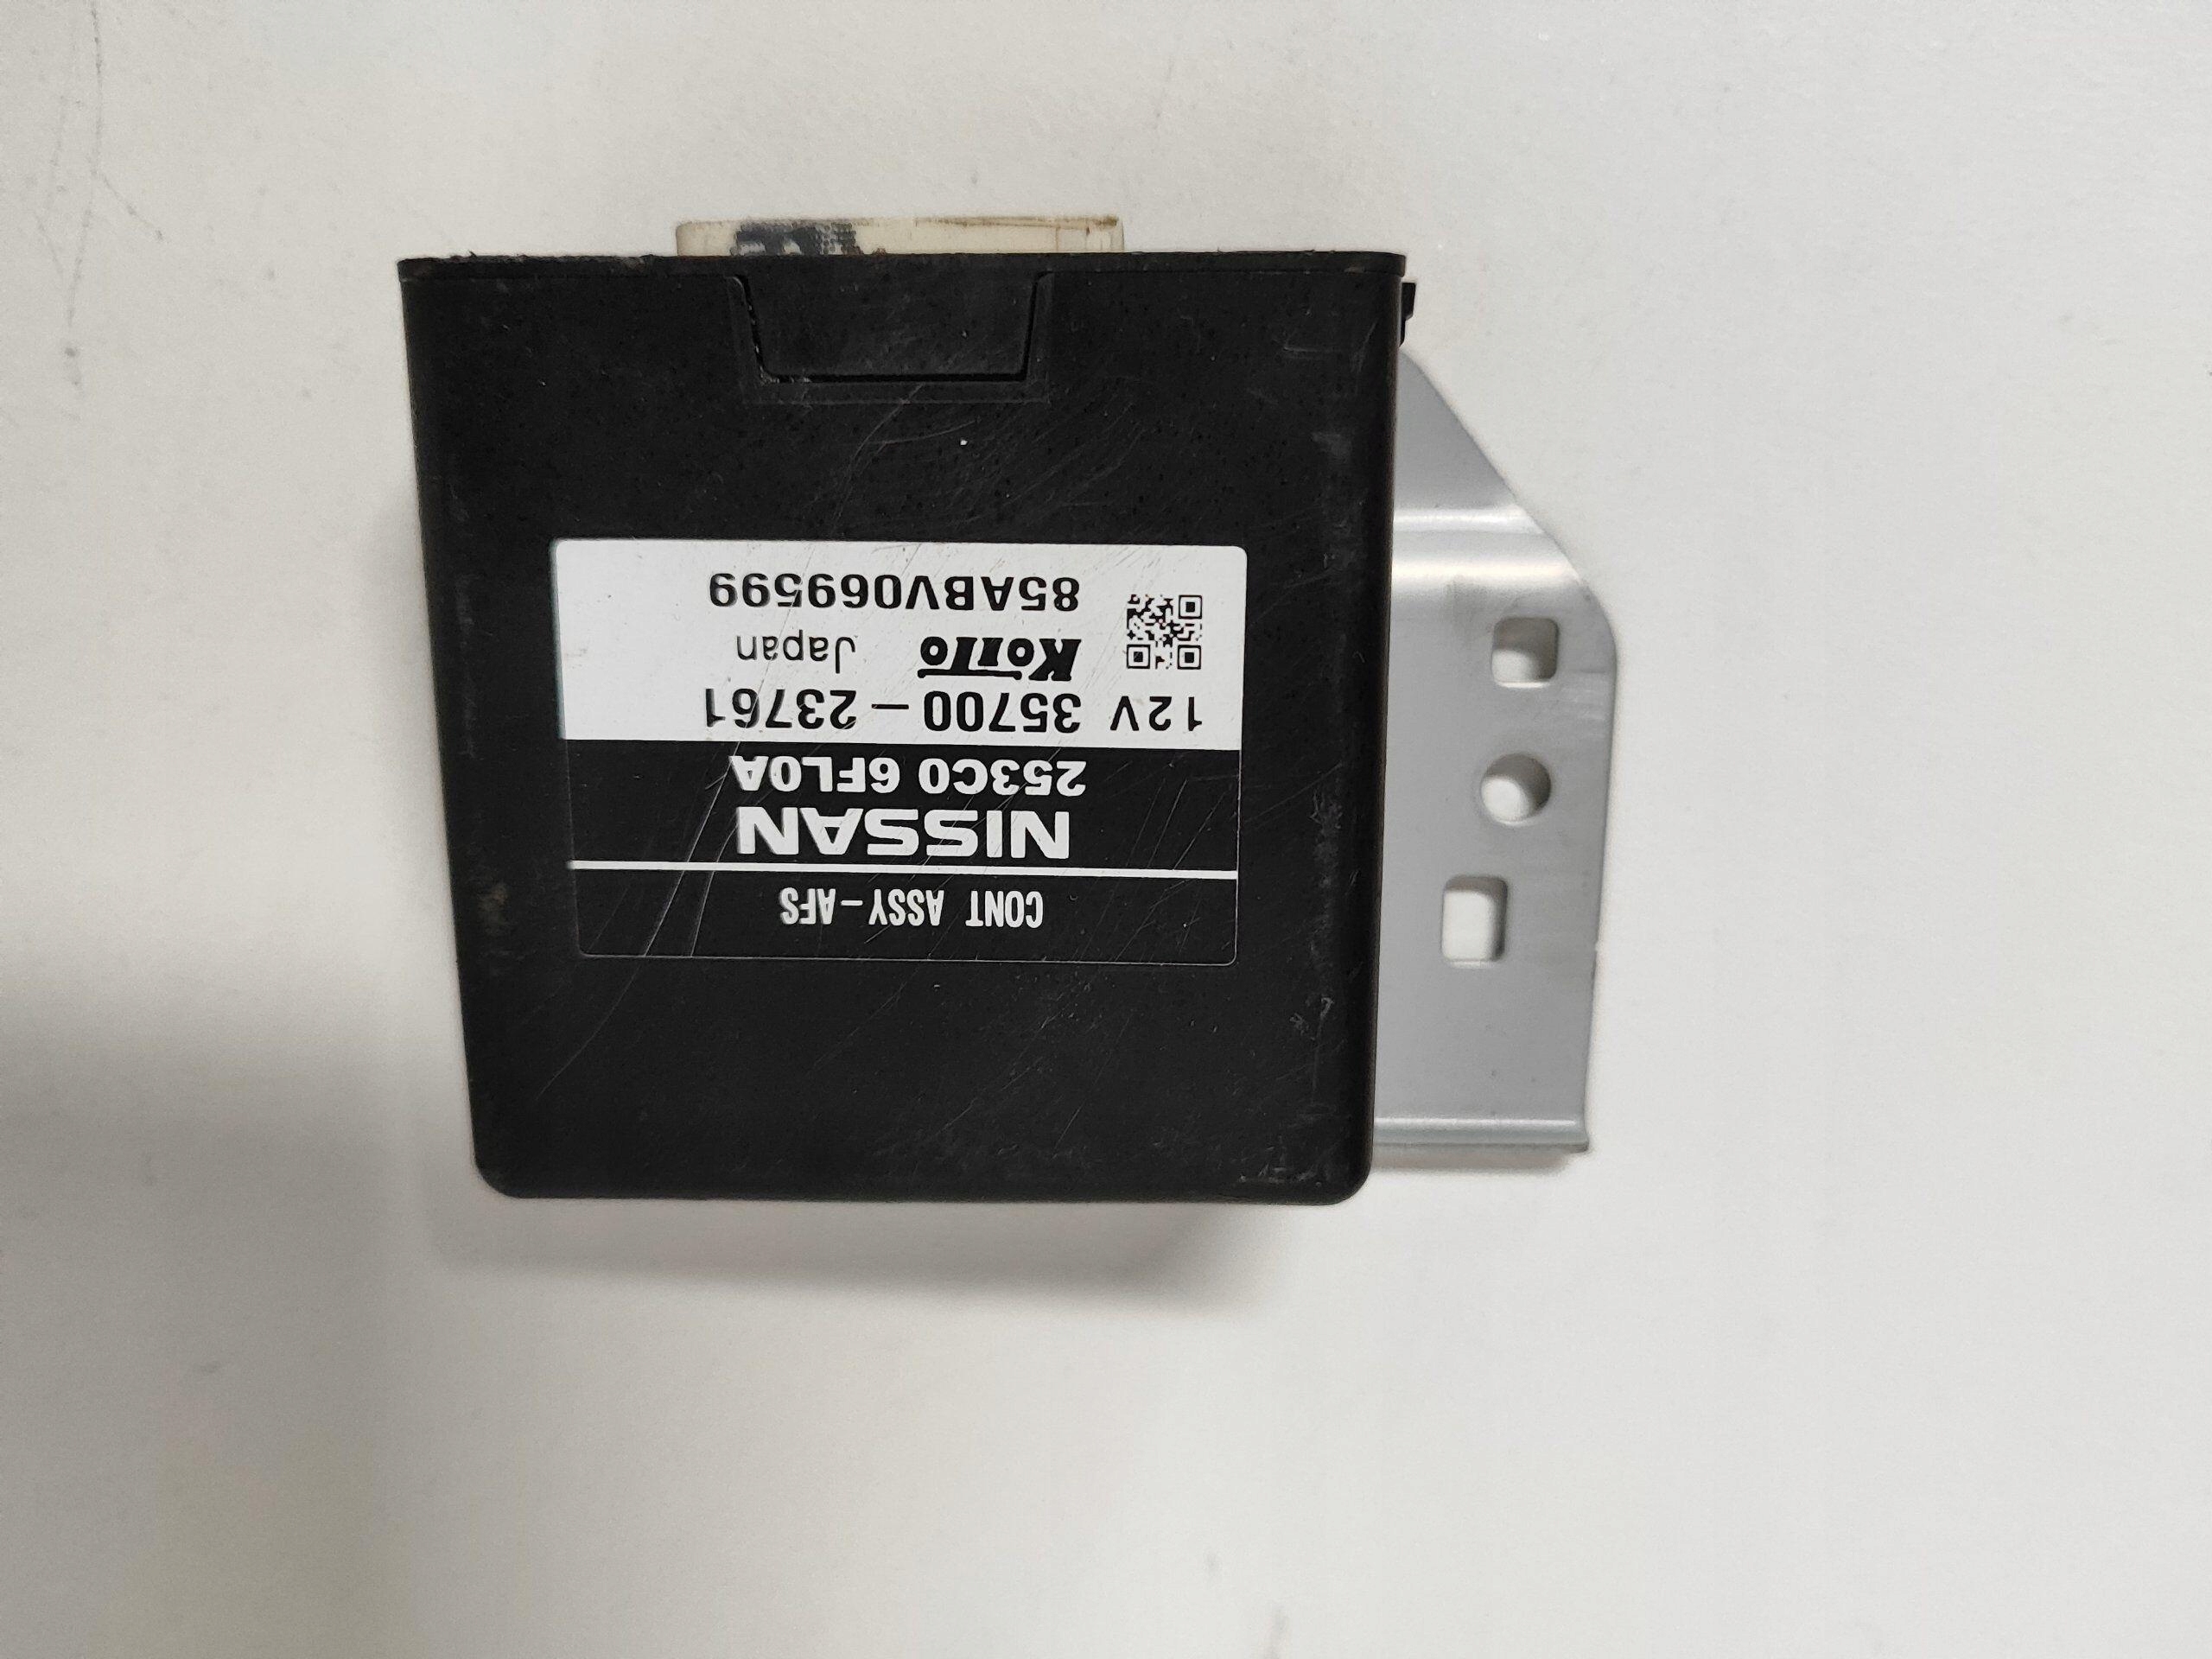 CONT ASSY-AFS
NISSAN
253C0 6FL0A
12V 35700-23761
KOITO Japan
85ABV069599